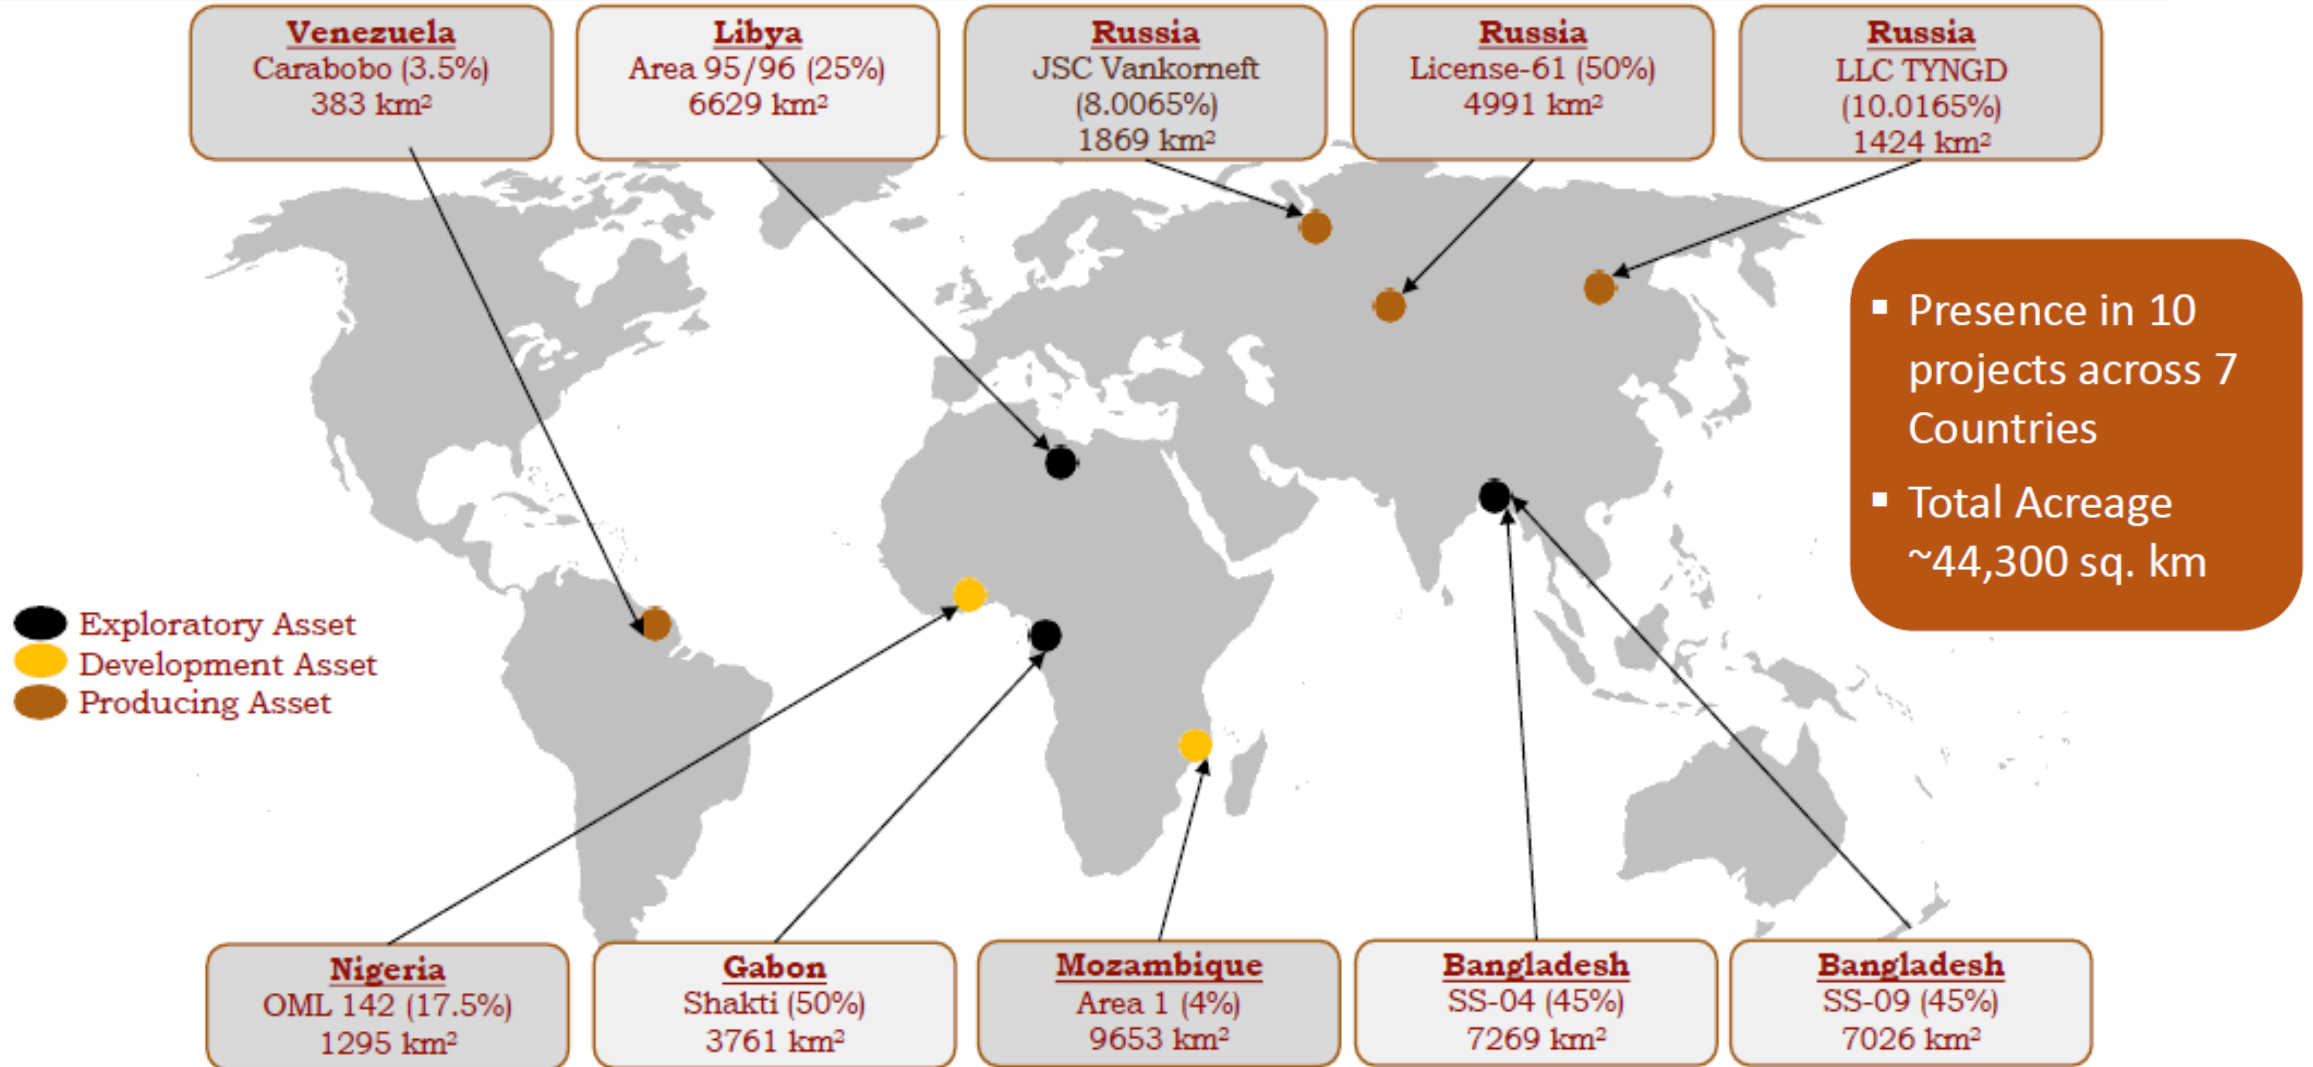 Venezuela
Carabobo (3.5%)
383 km²
Libya
Area 95/96 (25%)
6629 km²
Russia
JSC Vankorneft
(8.0065%)
1869 km²
Russia
License-61 (50%)
4991 km²
Russia
LLC TYNGD
(10.0165%)
1424 km²
▪ Presence in 10
projects across 7
Countries
▪ Total Acreage
~44,300 sq. km
Exploratory Asset
Development Asset
Producing Asset
Nigeria
OML 142 (17.5%)
1295 km²
Gabon
Shakti (50%)
3761 km²
Mozambique
Area 1 (4%)
9653 km²
Bangladesh
SS-04 (45%)
7269 km²
Bangladesh
SS-09 (45%)
7026 km²